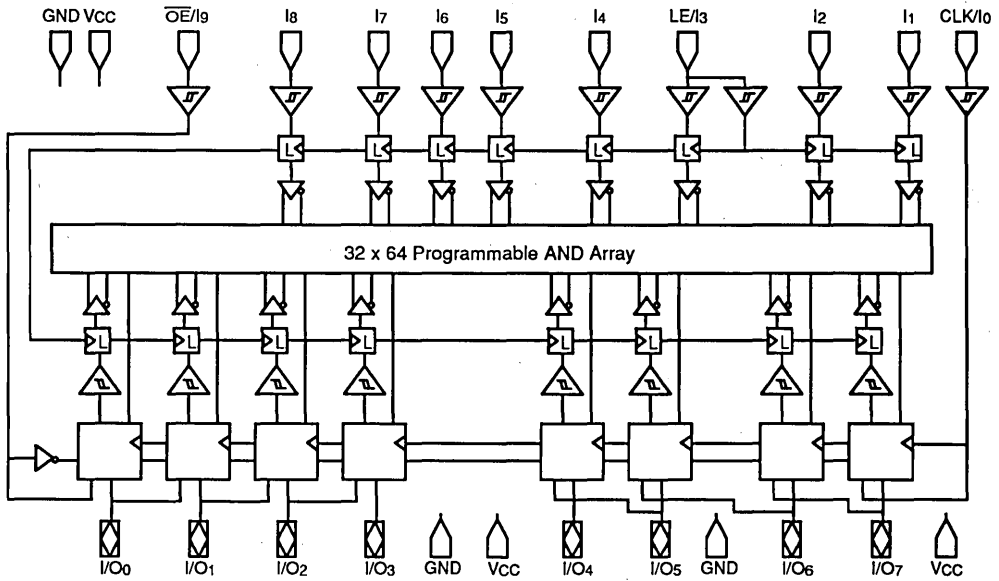 GND VCC O̅E̅/I9 I8 I7 I6 I5 I4 LE/I3 I2 I1 CLK/I0
L L L L L L L L
32 x 64 Programmable AND Array
L L L L L L L L
I/O0 I/O1 I/O2 I/O3 GND VCC I/O4 I/O5 GND I/O6 I/O7 VCC